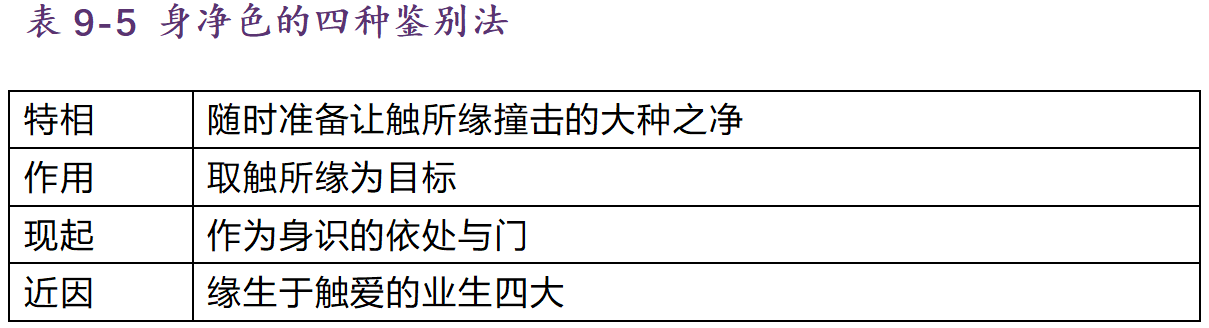 表 9-5 身净色的四种鉴别法
特相 随时准备让触所缘撞击的大种之净
作用 取触所缘为目标
现起 作为身识的依处与门
近因 缘生于触爱的业生四大